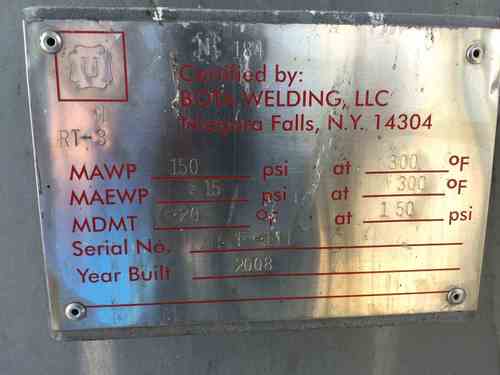 U
184
Certified by:
BOTA WELDING, LLC
Niagara Falls, N.Y. 14304
W
RT-3
MAWP 150 psi at 300 °F
MAEWP 15 psi at 300 °F
MDMT -20 °F at 150 psi
Serial No.
Year Built 2008